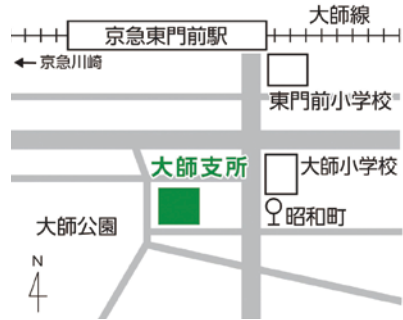 大師線
京急東門前駅
←京急川崎
東門前小学校
大師支所
大師小学校
昭和町
大師公園
N